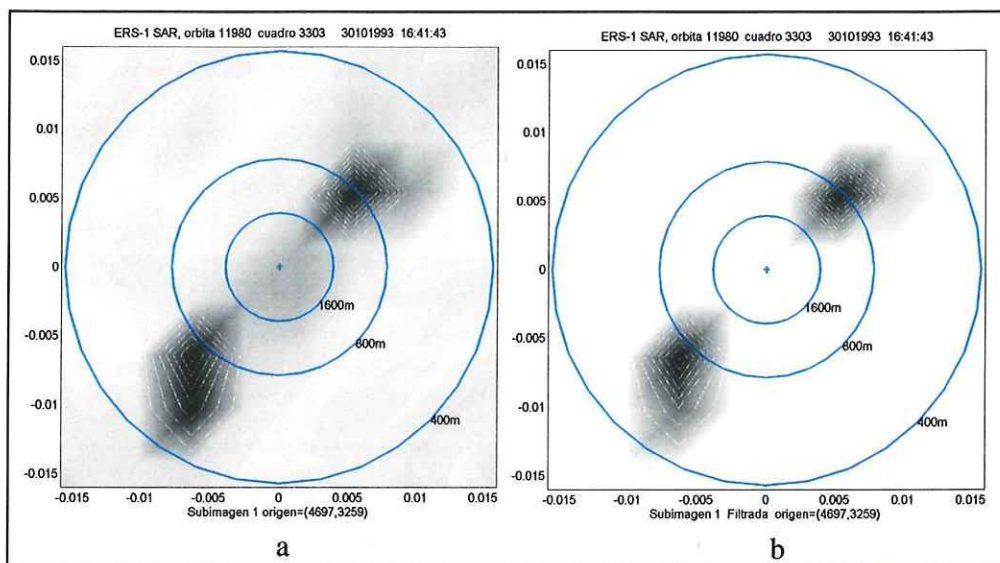 ERS-1 SAR, orbita 11980 cuadro 3303 30101993 16:41:43
0.015
0.01
0.005
0
-0.005
-0.01
-0.015
1600m
800m
400m
-0.015 -0.01 -0.005 0 0.005 0.01 0.015
Subimagen 1 origen=(4697,3259)
a
ERS-1 SAR, orbita 11980 cuadro 3303 30101993 16:41:43
0.015
0.01
0.005
0
-0.005
-0.01
-0.015
1600m
800m
400m
-0.015 -0.01 -0.005 0 0.005 0.01 0.015
Subimagen 1 Filtrada origen=(4697,3259)
b